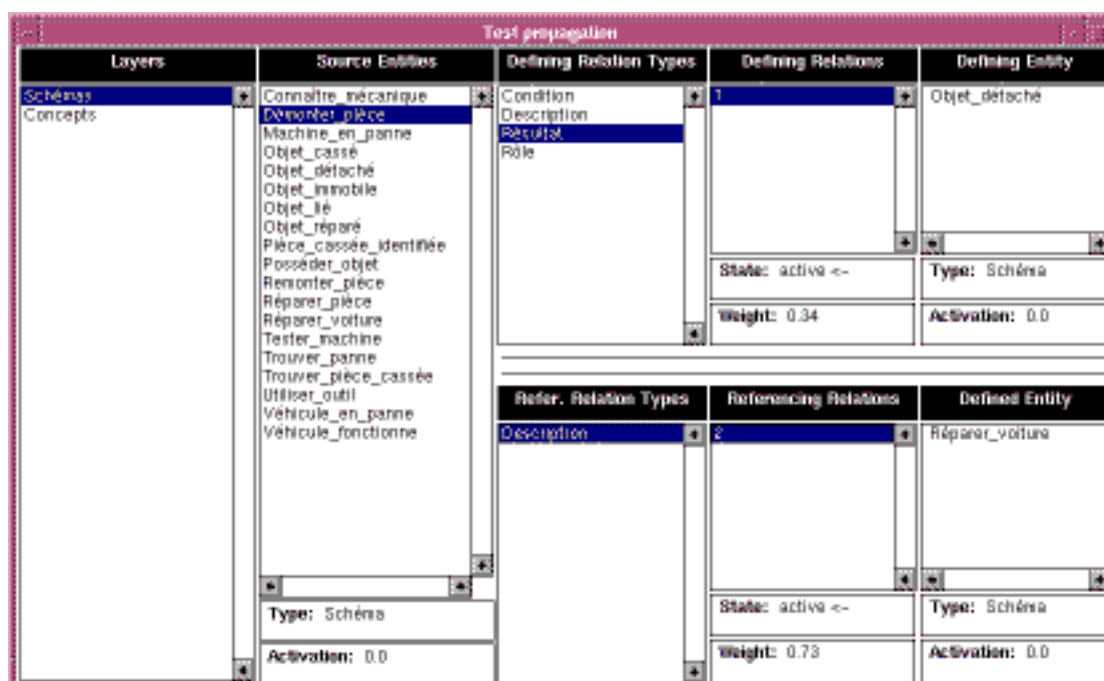 Test propagation
Layers
Schémas
Concepts
Source Entities
Connaître_mécanique
Démonter_pièce
Machine_en_panne
Objet_cassé
Objet_détaché
Objet_immobile
Objet_lié
Objet_réparé
Pièce_cassée_identifiée
Posséder_objet
Remonter_pièce
Réparer_pièce
Réparer_voiture
Tester_machine
Trouver_panne
Trouver_pièce_cassée
Utiliser_outil
Véhicule_en_panne
Véhicule_fonctionne
Type: Schéma
Activation: 0.0
Defining Relation Types
Condition
Description
Résultat
Rôle
Defining Relations
1
State: active <-
Weight: 0.34
Defining Entity
Objet_détaché
Type: Schéma
Activation: 0.0
Refer. Relation Types
Description
Referencing Relations
2
State: active <-
Weight: 0.73
Defined Entity
Réparer_voiture
Type: Schéma
Activation: 0.0